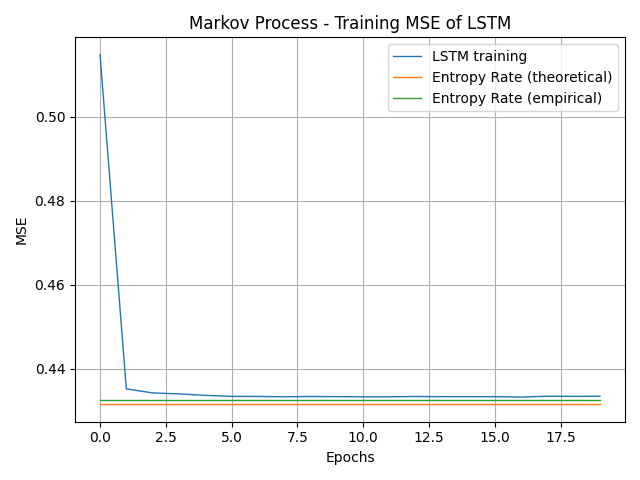 Markov Process - Training MSE of LSTM
LSTM training
Entropy Rate (theoretical)
Entropy Rate (empirical)
MSE
0.50
0.48
0.46
0.44
0.0 2.5 5.0 7.5 10.0 12.5 15.0 17.5
Epochs